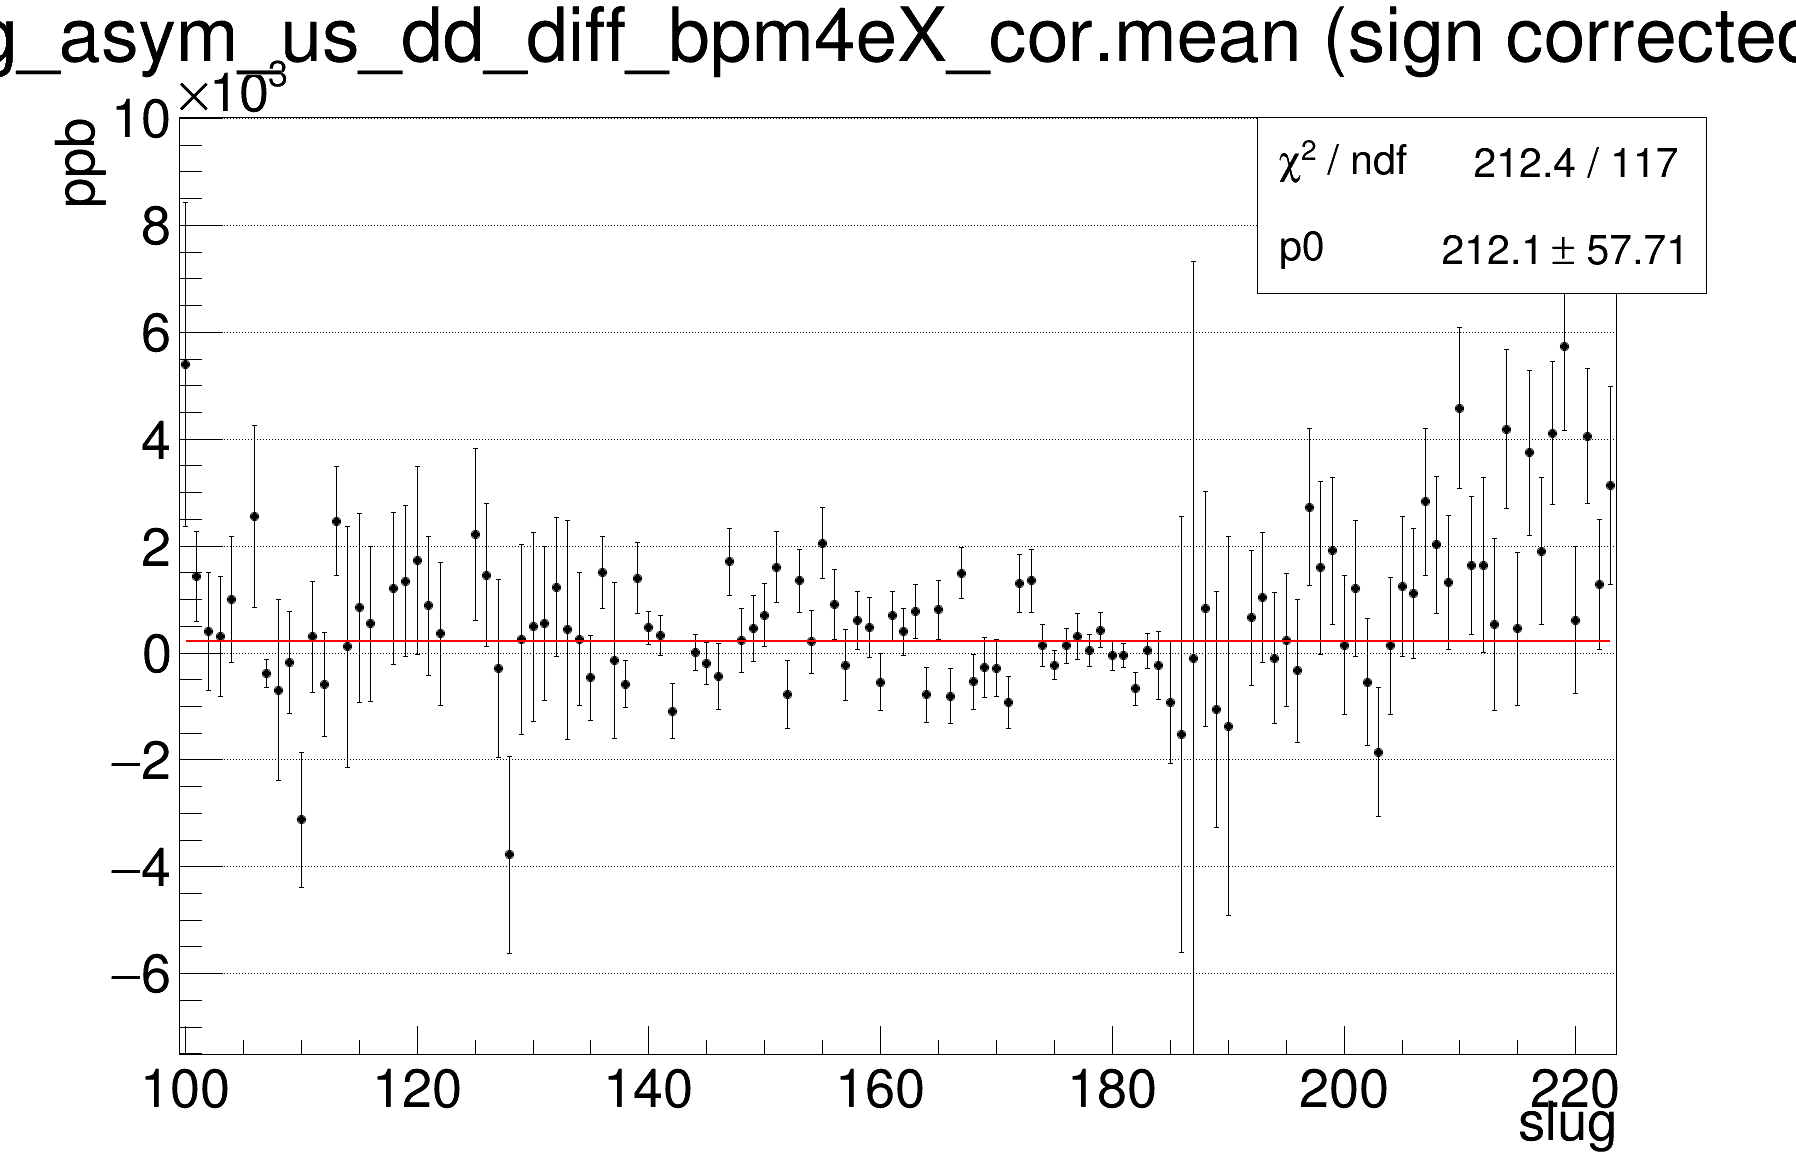 g_asym_us_dd_diff_bpm4eX_cor.mean (sign corrected
×10³
ppb
χ² / ndf 212.4 / 117
p0 212.1 ± 57.71
10
8
6
4
2
0
−2
−4
−6
100 120 140 160 180 200 220
slug